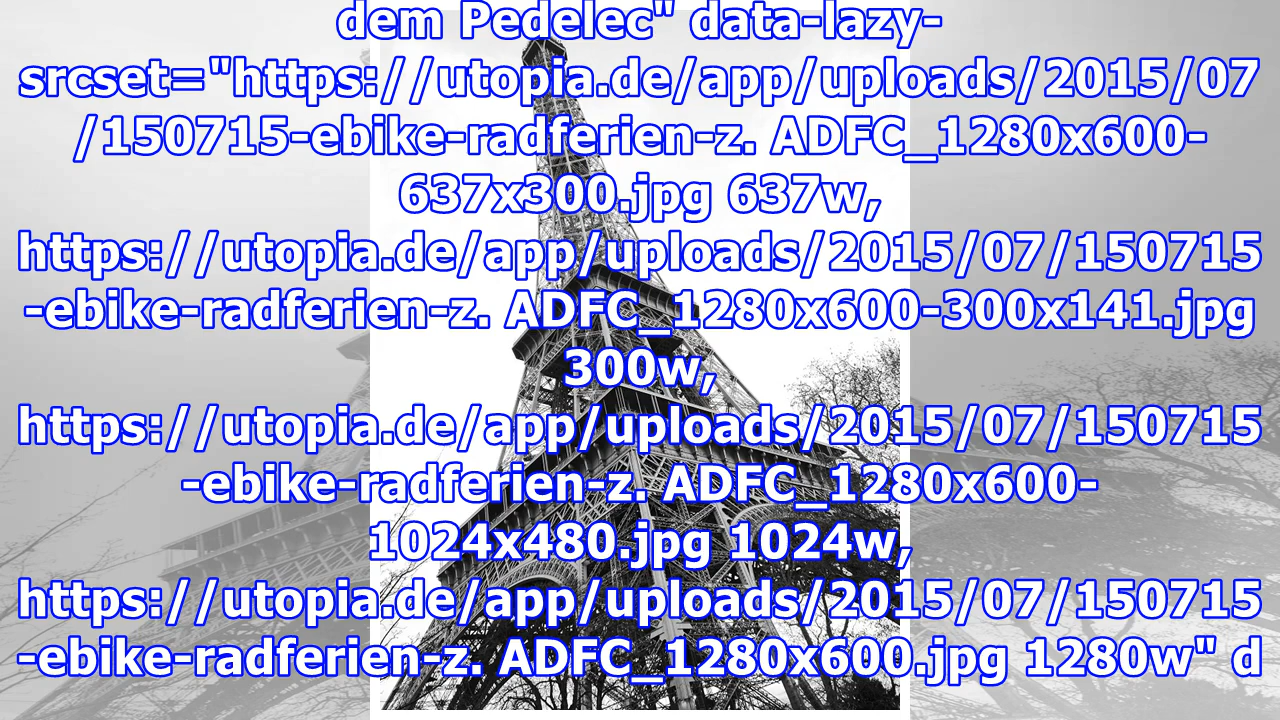 dem Pedelec" data-lazy-
srcset="https://utopia.de/app/uploads/2015/07
/150715-ebike-radferien-z. ADFC_1280x600-
637x300.jpg 637w,
https://utopia.de/app/uploads/2015/07/150715
-ebike-radferien-z. ADFC_1280x600-300x141.jpg
300w,
https://utopia.de/app/uploads/2015/07/150715
-ebike-radferien-z. ADFC_1280x600-
1024x480.jpg 1024w,
https://utopia.de/app/uploads/2015/07/150715
-ebike-radferien-z. ADFC_1280x600.jpg 1280w" d